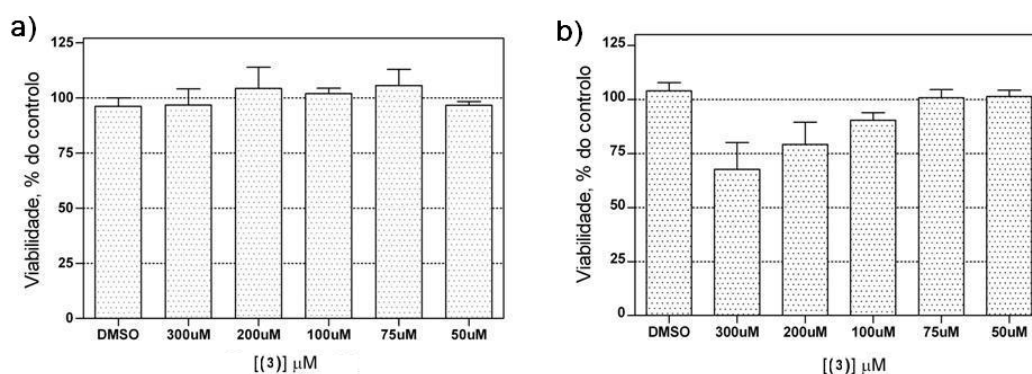 a)
125
100
75
50
25
0
Viabilidade, % do controlo
DMSO 300uM 200uM 100uM 75uM 50uM
[(3)] µM
b)
125
100
75
50
25
0
Viabilidade, % do controlo
DMSO 300uM 200uM 100uM 75uM 50uM
[(3)] µM